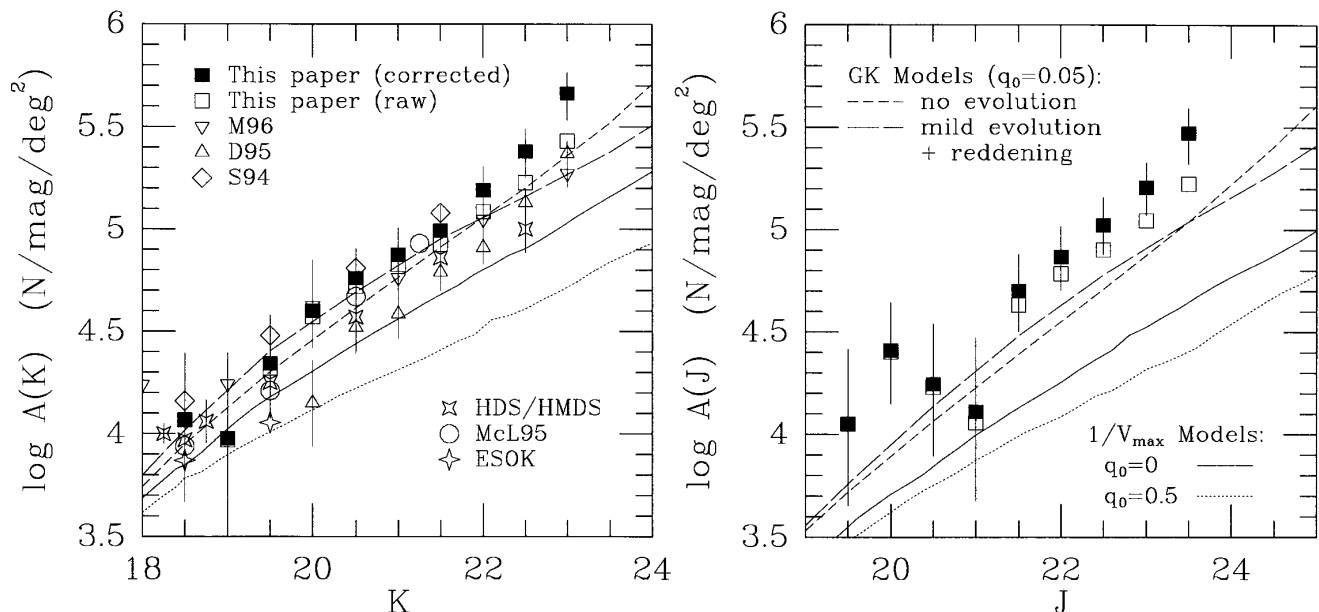 log A(K) (N/mag/deg²)
6
5.5
5
4.5
4
3.5
This paper (corrected)
This paper (raw)
M96
D95
S94
HDS/HMDS
McL95
ESOK
18 20 22 24
K
log A(J) (N/mag/deg²)
6
5.5
5
4.5
4
3.5
GK Models (q₀=0.05):
no evolution
mild evolution
+ reddening
1/Vmax Models:
q₀=0
q₀=0.5
20 22 24
J